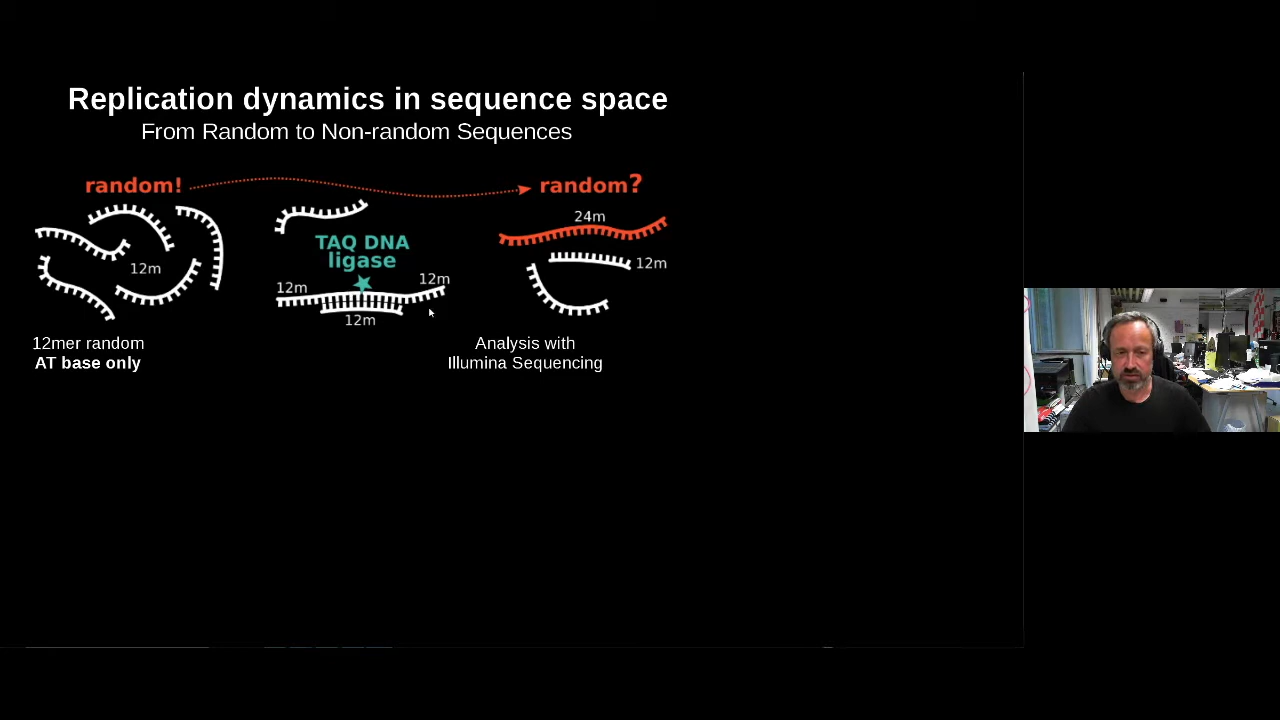 Replication dynamics in sequence space
From Random to Non-random Sequences
random!
random?
12m
TAQ DNA
ligase
12m
12m
12m
24m
12m
12mer random
AT base only
Analysis with
Illumina Sequencing